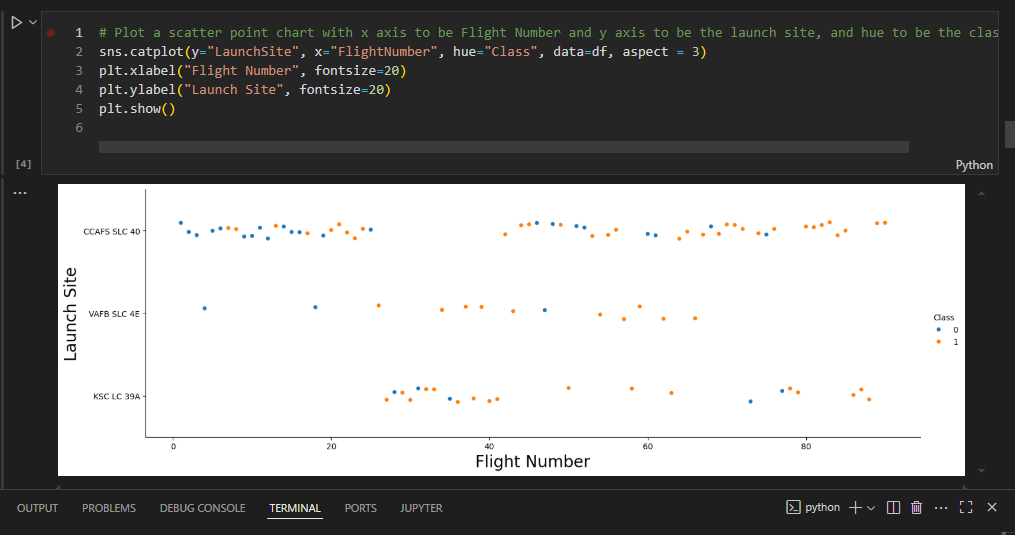 1 # Plot a scatter point chart with x axis to be Flight Number and y axis to be the launch site, and hue to be the clas
2 sns.catplot(y="LaunchSite", x="FlightNumber", hue="Class", data=df, aspect = 3)
3 plt.xlabel("Flight Number", fontsize=20)
4 plt.ylabel("Launch Site", fontsize=20)
5 plt.show()
6
[4]
Python
...
Launch Site
CCAFS SLC 40
VAFB SLC 4E
KSC LC 39A
Class
0
1
0 20 40 60 80
Flight Number
OUTPUT PROBLEMS DEBUG CONSOLE TERMINAL PORTS JUPYTER
python